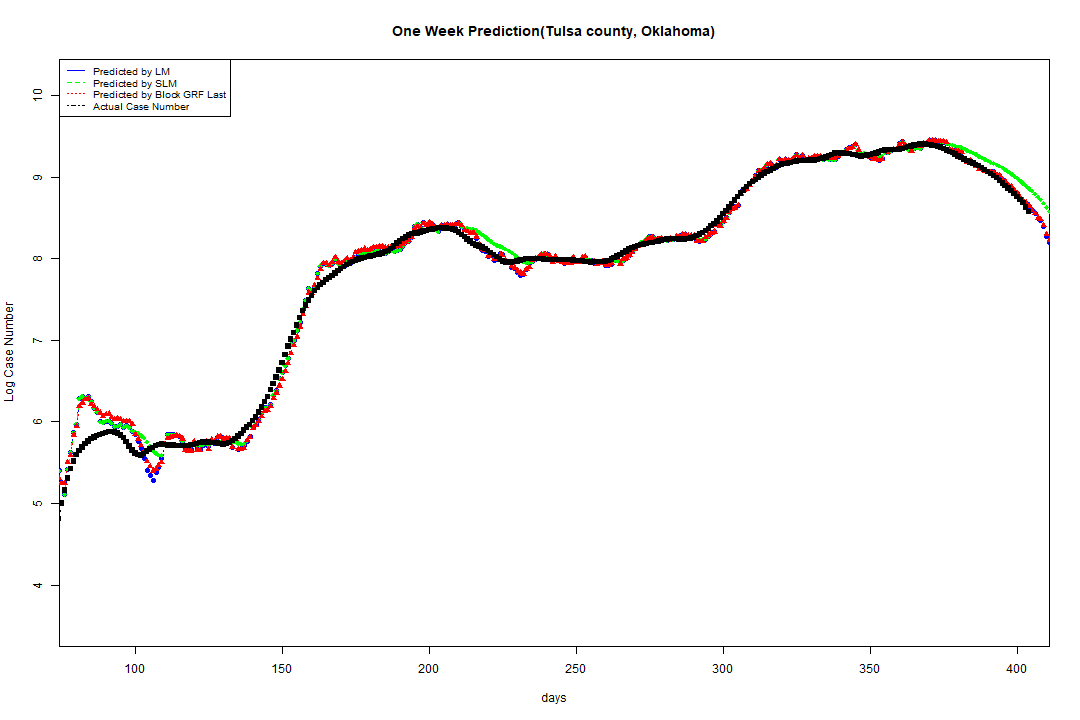 One Week Prediction(Tulsa county, Oklahoma)
Predicted by LM
Predicted by SLM
Predicted by Block GRF Last
Actual Case Number
10
9
8
7
6
5
4
Log Case Number
100 150 200 250 300 350 400
days